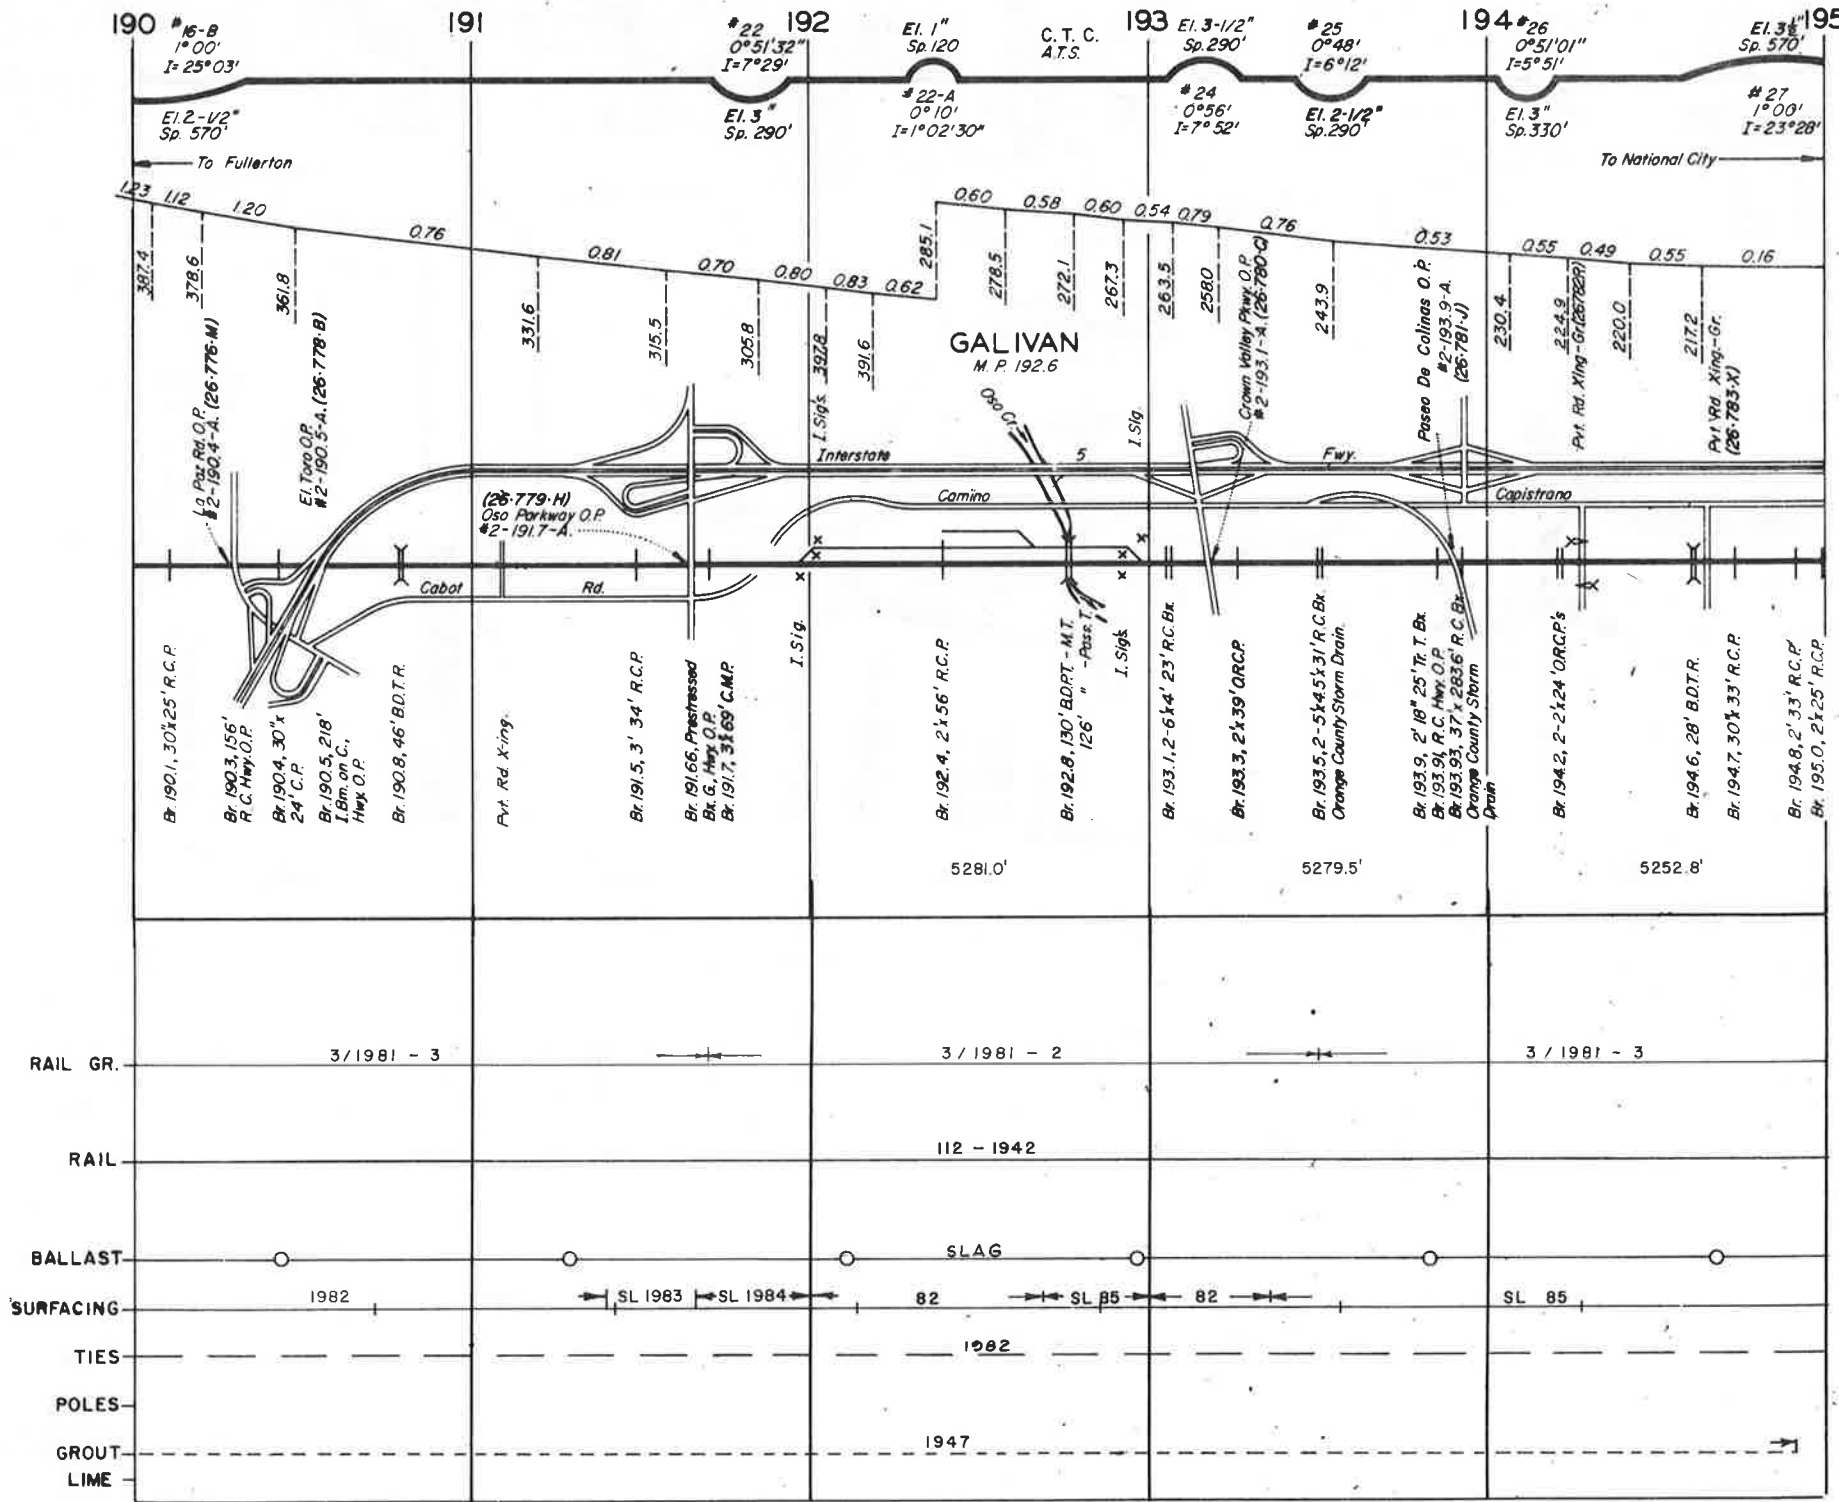 190
191
192
193
194
195
#16-B
1° 00'
I= 25° 03'
El. 2-1/2"
Sp. 570'
#22
0° 51' 32"
I=7° 29'
El. 3"
Sp. 290'
El. 1"
Sp. 120
#22-A
0° 10'
I=1° 02' 30"
C. T. C.
A.T.S.
El. 3-1/2"
Sp. 290'
#24
0° 56'
I=7° 52'
#25
0° 48'
I=6° 12'
El. 2-1/2"
Sp. 290'
#26
0° 51' 01"
I=5° 51'
El. 3"
Sp. 330'
El. 3½"
Sp. 570'
#27
1° 00'
I=23° 28'
To Fullerton
To National City
1.23
1.12
1.20
0.76
0.81
0.70
0.80
0.83
0.62
0.60
0.58
0.60
0.54
0.79
0.76
0.53
0.55
0.49
0.55
0.16
387.4
378.6
361.8
331.6
315.5
305.8
397.8
391.6
285.1
278.5
272.1
267.3
263.5
258.0
243.9
230.4
224.9
220.0
217.2
GALIVAN
M. P. 192.6
La Paz Rd. O.P.
#2-190.4-A. (26-776-M)
El Toro O.P.
#2-190.5-A. (26-778-B)
(26-779-H)
Oso Parkway O.P.
#2-191.7-A.
I. Sig's.
Oso Cr.
I. Sig.
Crown Valley Pkwy. O.P.
#2-193.1-A. (26-780-Q)
Paseo De Colinas O.P.
#2-193.9-A.
(26-781-J)
Pvt. Rd. Xing-Gr.(26782R)
Pvt. Rd. Xing.-Gr.
(26-783-X)
Interstate
5
Fwy.
Camino
Capistrano
Cabot
Rd.
I. Sig.
I. Sig's.
Br. 190.1, 30"x 25' R.C.P.
Br. 190.3, 156'
R. C. Hwy. O.P.
Br. 190.4, 30"x
24' C.P.
Br. 190.5, 218'
I. Bm. on C.,
Hwy. O.P.
Br. 190.8, 46' B.D.T.R.
Pvt. Rd. X-ing.
Br. 191.5, 3' 34' R.C.P.
Br. 191.66, Prestressed
Bx. G., Hwy. O.P.
Br. 191.7, 3'x 69' C.M.P.
Br. 192.4, 2'x 56' R.C.P.
Br. 192.8, 130' B.D.P.T. - M.T.
126' " - Pass. T.
Br. 193.1, 2-6'x4' 23' R.C. Bx.
Br. 193.3, 2'x 39' O.R.C.P.
Br. 193.5, 2-5'x4.5'x31' R.C. Bx.
Orange County Storm Drain.
Br. 193.9, 2' 18" 25' Tr. T. Bx.
Br. 193.91, R. C. Hwy. O.P.
Br. 193.93, 37'x 283.6' R.C. Bx.
Orange County Storm
Drain
Br. 194.2, 2-2'x 24' O.R.C.P.'s
Br. 194.6, 28' B.D.T.R.
Br. 194.7, 30"x 33' R.C.P.
Br. 194.8, 2' 33' R.C.P.
Br. 195.0, 2'x 25' R.C.P.
5281.0'
5279.5'
5252.8'
RAIL GR.
3/1981 - 3
3/1981 - 2
3/1981 - 3
RAIL
112 - 1942
BALLAST
SLAG
SURFACING
1982
SL 1983
SL 1984
82
SL 85
82
SL 85
TIES
1982
POLES
GROUT
1947
LIME